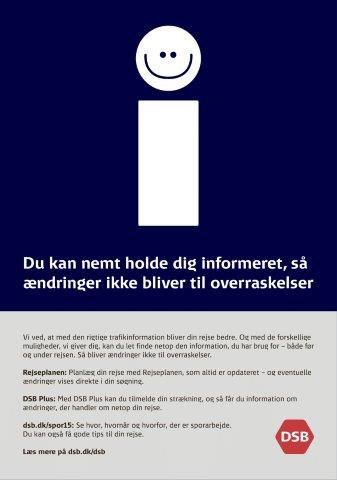 Du kan nemt holde dig informeret, så
ændringer ikke bliver til overraskelser
Vi ved, at med den rigtige trafikinformation bliver din rejse bedre. Og med de forskellige
muligheder, vi giver dig, kan du let finde netop den information, du har brug for – både før
og under rejsen. Så bliver ændringer ikke til overraskelser.
Rejseplanen: Planlæg din rejse med Rejseplanen, som altid er opdateret – og eventuelle
ændringer vises direkte i din søgning.
DSB Plus: Med DSB Plus kan du tilmelde din strækning, og så får du information om
ændringer, der handler om netop din rejse.
dsb.dk/spor15: Se hvor, hvornår og hvorfor, der er sporarbejde.
Du kan også få gode tips til din rejse.
Læs mere på dsb.dk/dsb
DSB